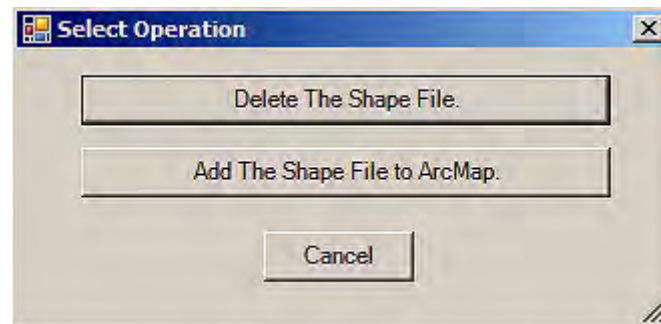 Select Operation
Delete The Shape File.
Add The Shape File to ArcMap.
Cancel